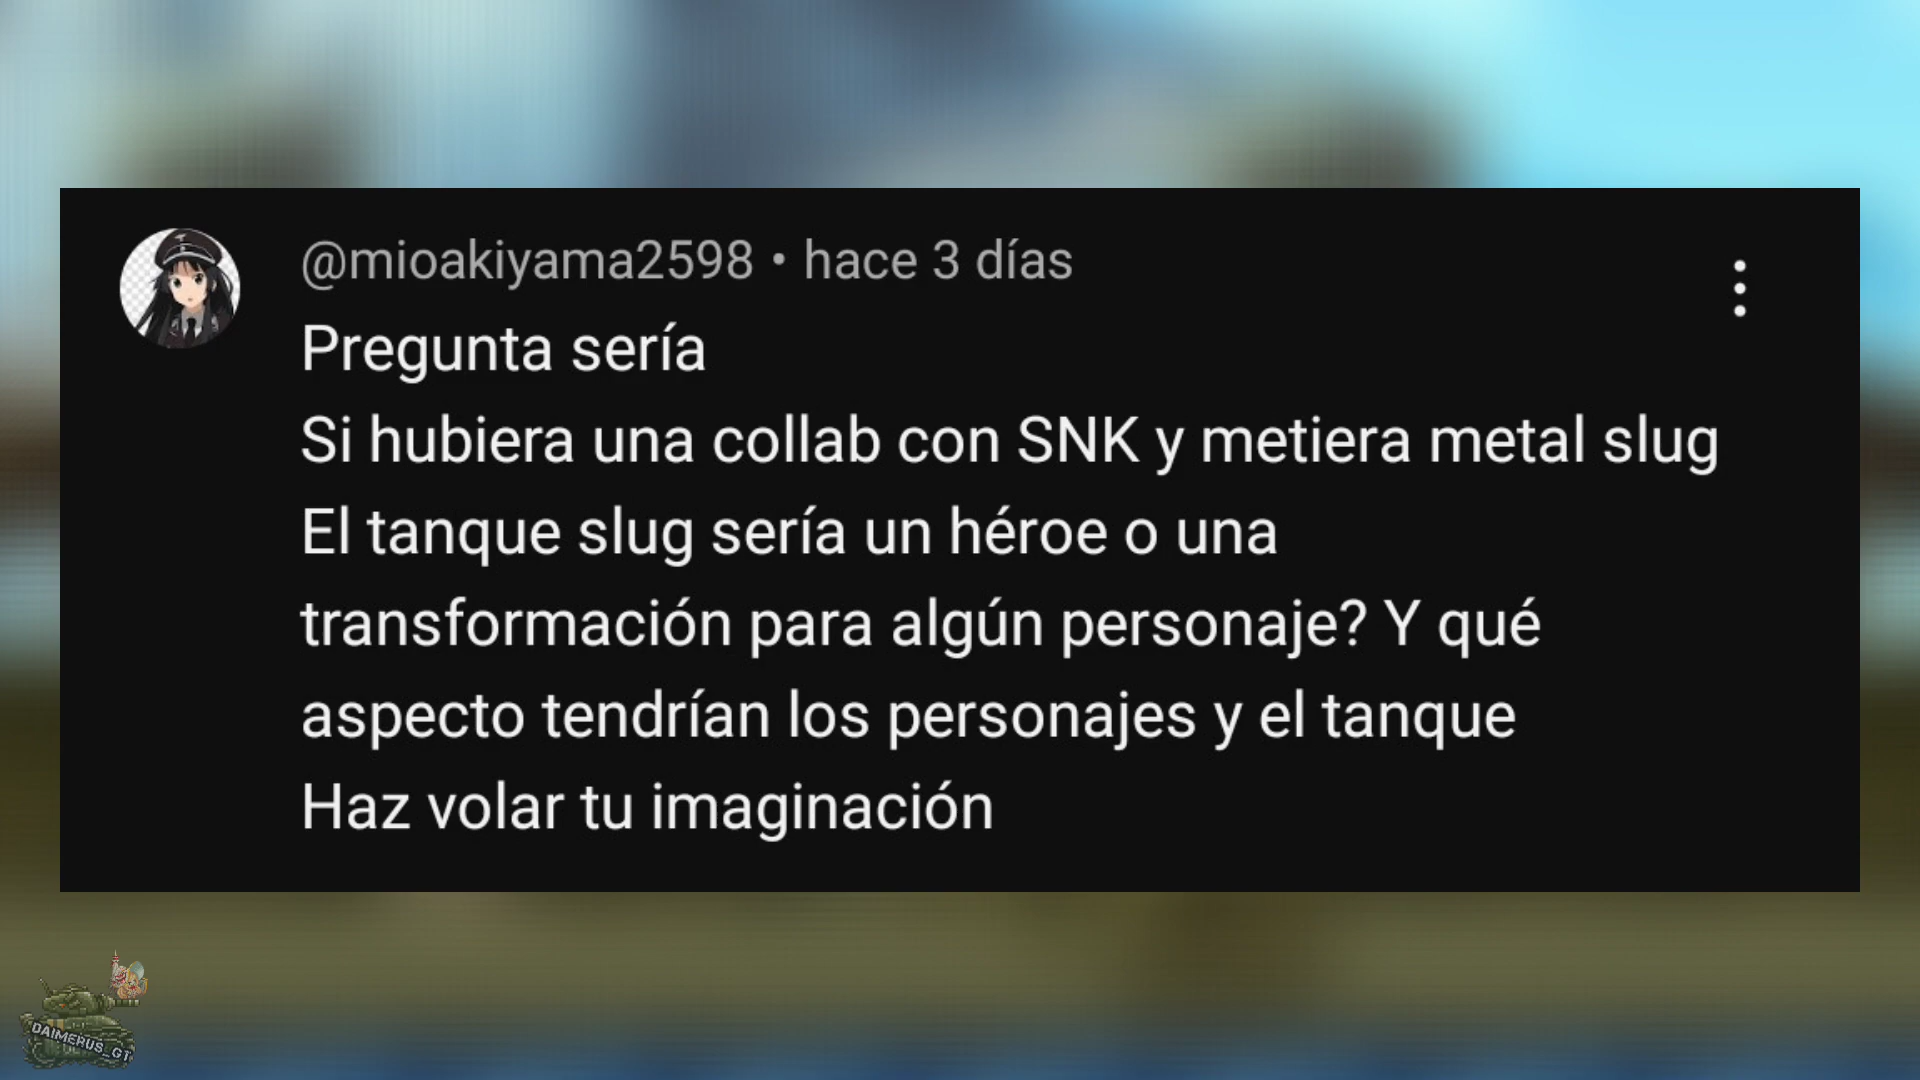 @mioakiyama2598 • hace 3 días
Pregunta sería
Si hubiera una collab con SNK y metiera metal slug
El tanque slug sería un héroe o una
transformación para algún personaje? Y qué
aspecto tendrían los personajes y el tanque
Haz volar tu imaginación
DAIMERUS_GT